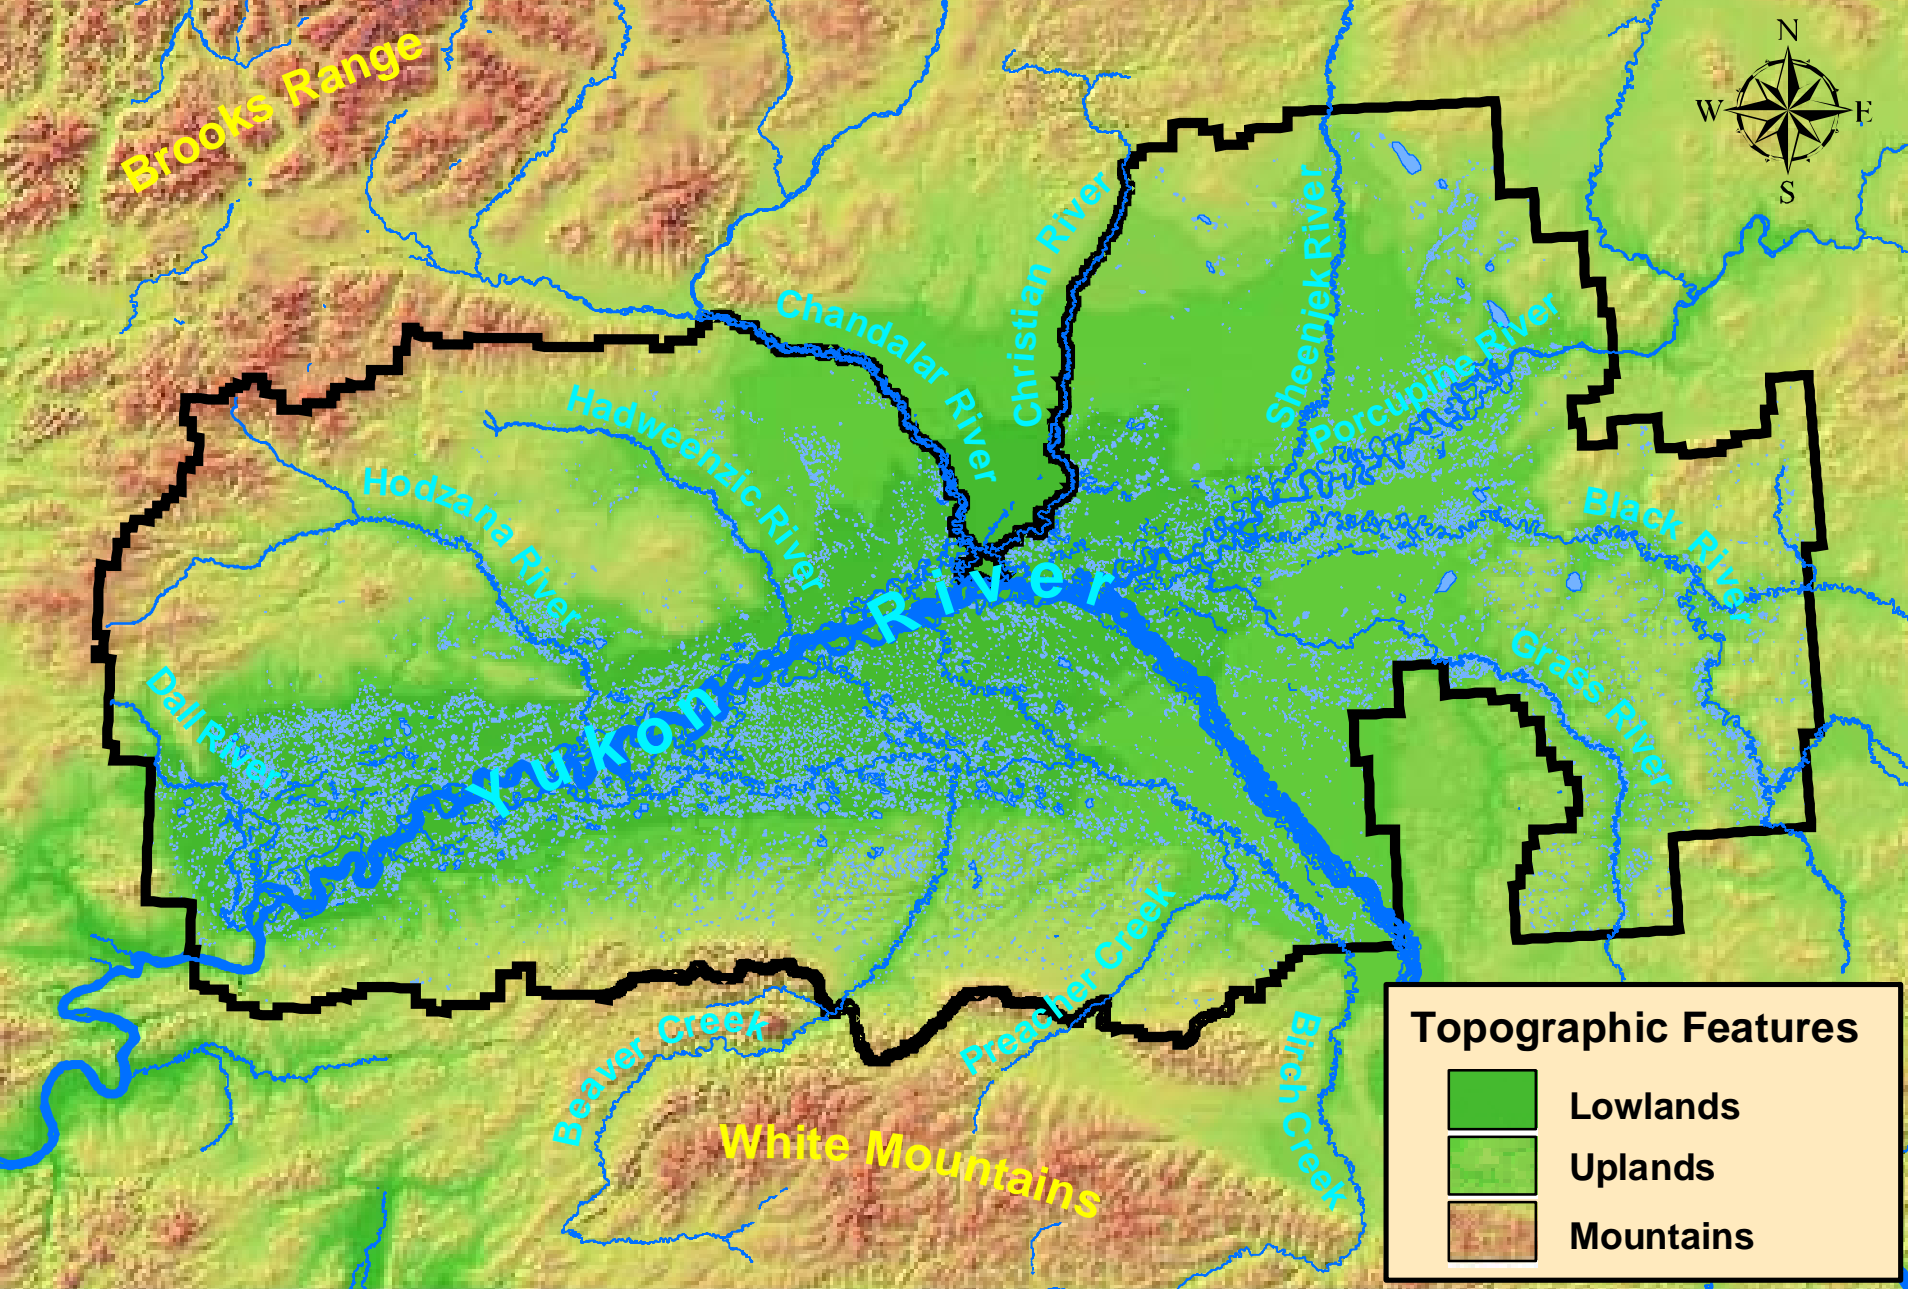 Brooks Range
N
W
E
S
Christian River
Sheenjek River
Chandalar River
Porcupine River
Hadweenzic River
Hodzana River
Black River
Yukon River
Grass River
Dall River
Preacher Creek
Beaver Creek
Birch Creek
White Mountains
Topographic Features
Lowlands
Uplands
Mountains